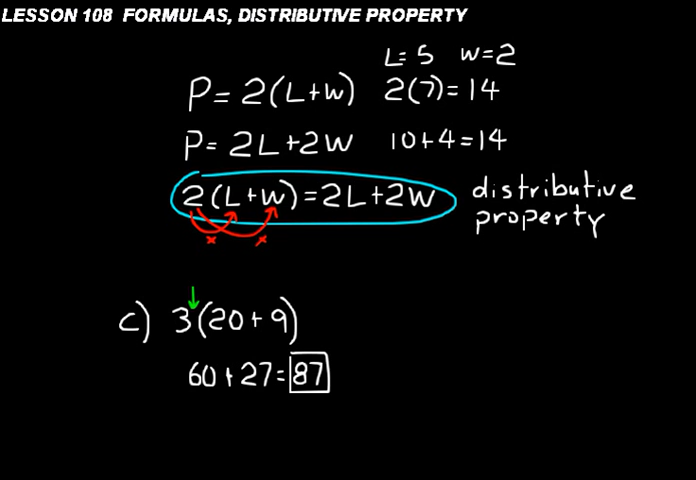 LESSON 108 FORMULAS, DISTRIBUTIVE PROPERTY
L=5 W=2
P=2(L+W) 2(7)=14
P=2L+2W 10+4=14
2(L+W)=2L+2W distributive property
x x
C) 3(20+9)
60+27=87